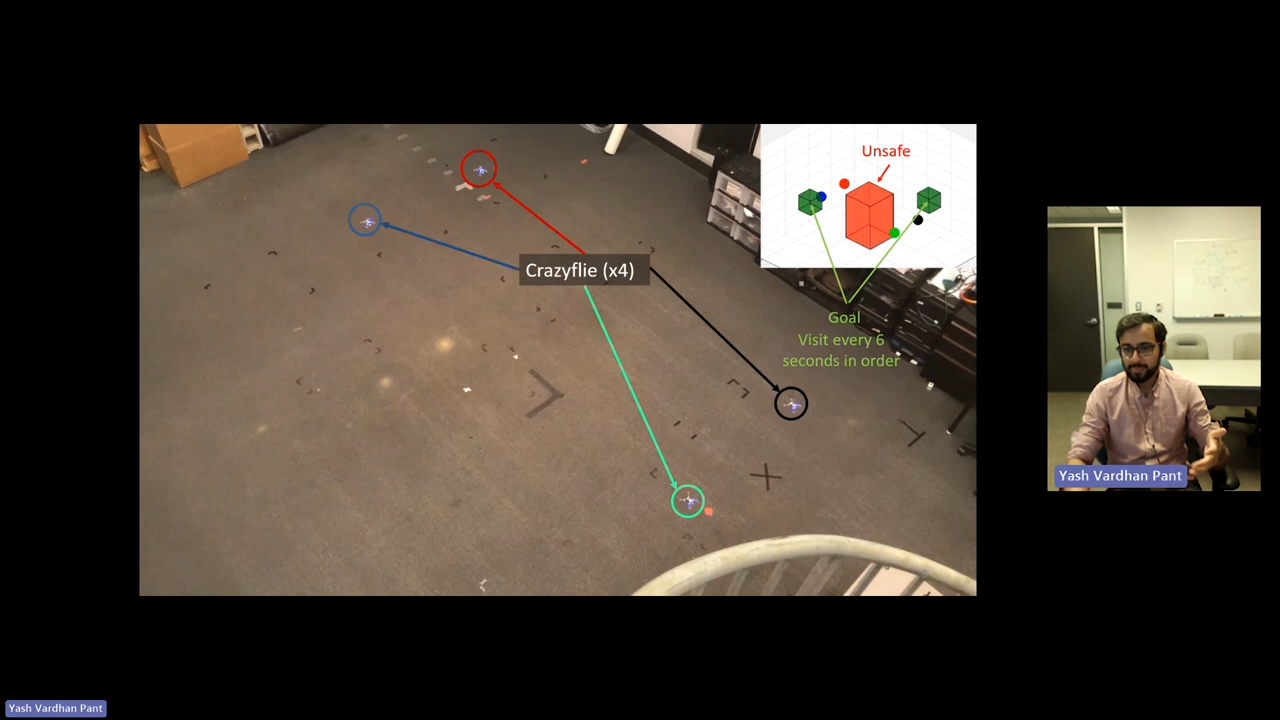 Unsafe
Crazyflie (x4)
Goal
Visit every 6
seconds in order
Yash Vardhan Pant
Yash Vardhan Pant